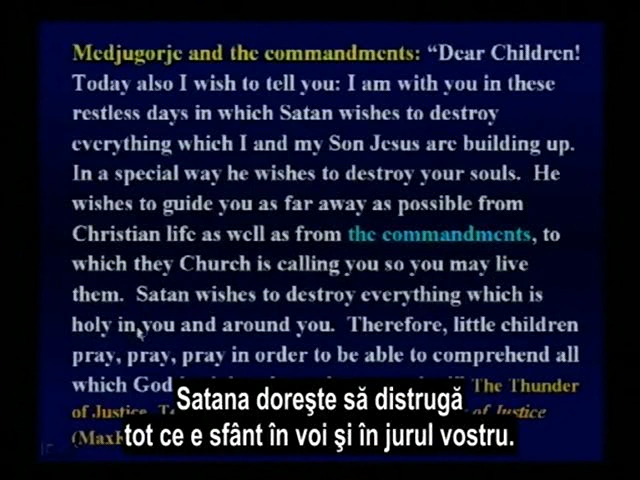 Medjugorje and the commandments: “Dear Children!
Today also I wish to tell you: I am with you in these
restless days in which Satan wishes to destroy
everything which I and my Son Jesus are building up.
In a special way he wishes to destroy your souls. He
wishes to guide you as far away as possible from
Christian life as well as from the commandments, to
which they Church is calling you so you may live
them. Satan wishes to destroy everything which is
holy in you and around you. Therefore, little children
pray, pray, pray in order to be able to comprehend all
which God The Thunder
of Justice of Justice
Satana doreşte să distrugă
tot ce e sfânt în voi şi în jurul vostru.